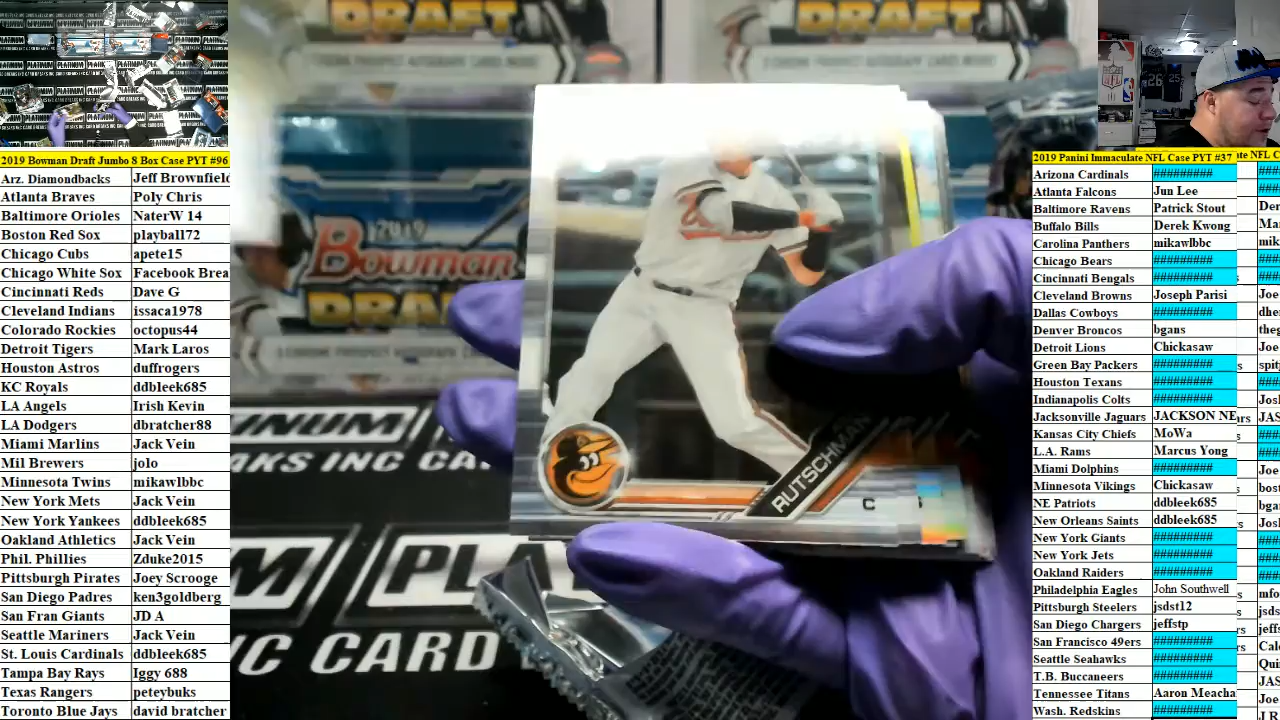 2019 Bowman Draft Jumbo 8 Box Case PYT #96
Arz. Diamondbacks Jeff Brownfield
Atlanta Braves Poly Chris
Baltimore Orioles NaterW 14
Boston Red Sox playball72
Chicago Cubs apete15
Chicago White Sox Facebook Brea
Cincinnati Reds Dave G
Cleveland Indians issaca1978
Colorado Rockies octopus44
Detroit Tigers Mark Laros
Houston Astros duffrogers
KC Royals ddbleek685
LA Angels Irish Kevin
LA Dodgers dbratcher88
Miami Marlins Jack Vein
Mil Brewers jolo
Minnesota Twins mikawlbbc
New York Mets Jack Vein
New York Yankees ddbleek685
Oakland Athletics Jack Vein
Phil. Phillies Zduke2015
Pittsburgh Pirates Joey Scrooge
San Diego Padres ken3goldberg
San Fran Giants JD A
Seattle Mariners Jack Vein
St. Louis Cardinals ddbleek685
Tampa Bay Rays Iggy 688
Texas Rangers peteybuks
Toronto Blue Jays david bratcher
DRAFT DRAFT
2019
Bowman
DRAFT
RUTSCH
C
2019 Panini Immaculate NFL Case PYT #37
Arizona Cardinals #########
Atlanta Falcons Jun Lee
Baltimore Ravens Patrick Stout
Buffalo Bills Derek Kwong
Carolina Panthers mikawlbbc
Chicago Bears #########
Cincinnati Bengals #########
Cleveland Browns Joseph Parisi
Dallas Cowboys #########
Denver Broncos bgans
Detroit Lions Chickasaw
Green Bay Packers #########
Houston Texans #########
Indianapolis Colts #########
Jacksonville Jaguars JACKSON NE
Kansas City Chiefs MoWa
L.A. Rams Marcus Yong
Miami Dolphins #########
Minnesota Vikings Chickasaw
NE Patriots ddbleek685
New Orleans Saints ddbleek685
New York Giants #########
New York Jets #########
Oakland Raiders #########
Philadelphia Eagles John Southwell
Pittsburgh Steelers jsdst12
San Diego Chargers jeffstp
San Francisco 49ers #########
Seattle Seahawks #########
T.B. Buccaneers #########
Tennessee Titans Aaron Meacha
Wash. Redskins #########